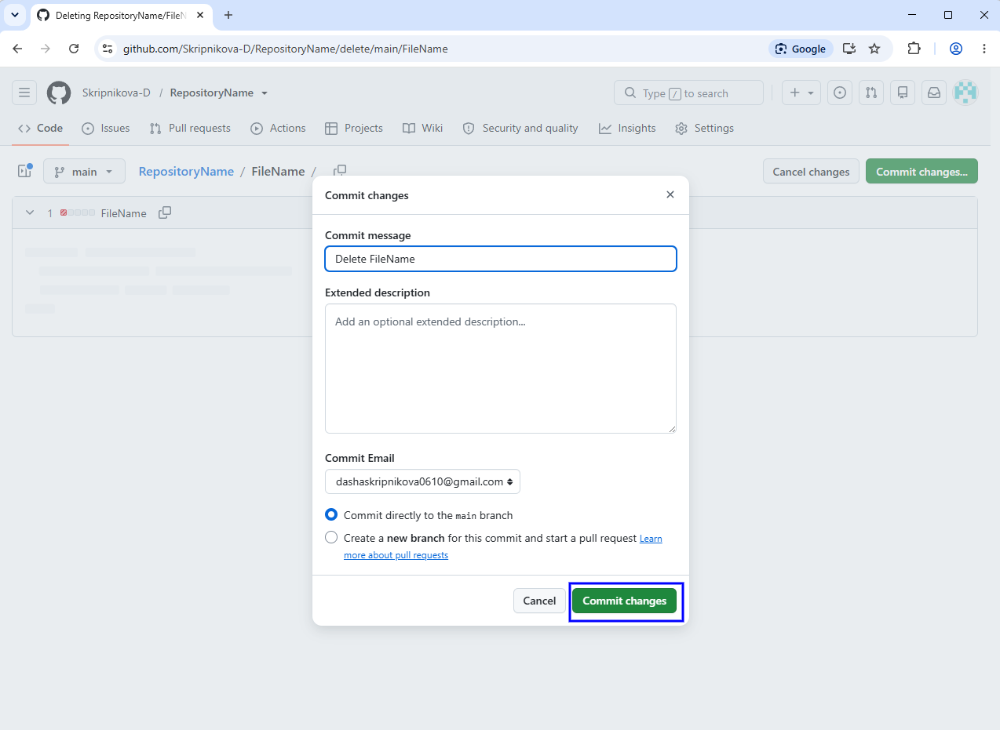 Deleting RepositoryName/FileN
github.com/Skripnikova-D/RepositoryName/delete/main/FileName
Google
Skripnikova-D / RepositoryName
Type / to search
Code Issues Pull requests Actions Projects Wiki Security and quality Insights Settings
main RepositoryName / FileName /
Cancel changes Commit changes...
1 FileName
Commit changes
Commit message
Delete FileName
Extended description
Add an optional extended description...
Commit Email
dashaskripnikova0610@gmail.com
Commit directly to the main branch
Create a new branch for this commit and start a pull request Learn
more about pull requests
Cancel Commit changes